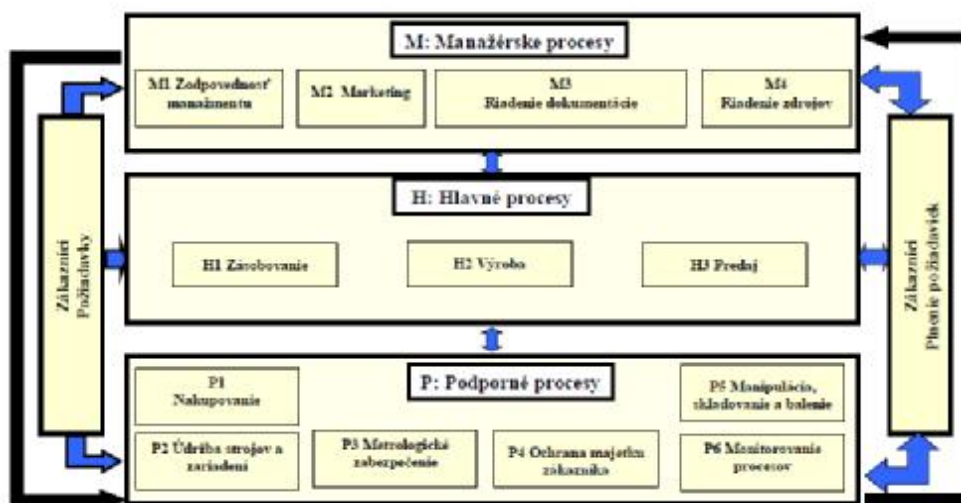 M: Manažérske procesy
M1 Zodpovednosť
manažmentu
M2 Marketing
M3
Riadenie dokumentácie
M4
Riadenie zdrojov
Zákazníci
Požiadavky
H: Hlavné procesy
H1 Zásobovanie
H2 Výroba
H3 Predaj
Zákazníci
Plnenie požiadaviek
P: Podporné procesy
P1
Nakupovanie
P2 Údržba strojov a
zariadení
P3 Metrologické
zabezpečenie
P4 Ochrana majetku
zákazníka
P5 Manipulácia,
skladovanie a balenie
P6 Monitorovanie
procesov